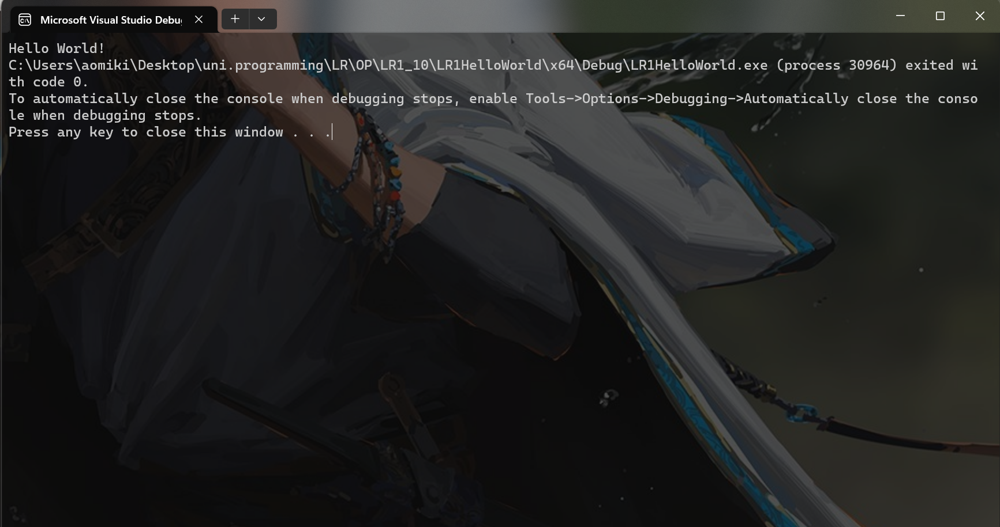 Microsoft Visual Studio Debu
Hello World!
C:\Users\aomiki\Desktop\uni.programming\LR\OP\LR1_10\LR1HelloWorld\x64\Debug\LR1HelloWorld.exe (process 30964) exited wi
th code 0.
To automatically close the console when debugging stops, enable Tools->Options->Debugging->Automatically close the conso
le when debugging stops.
Press any key to close this window . . .